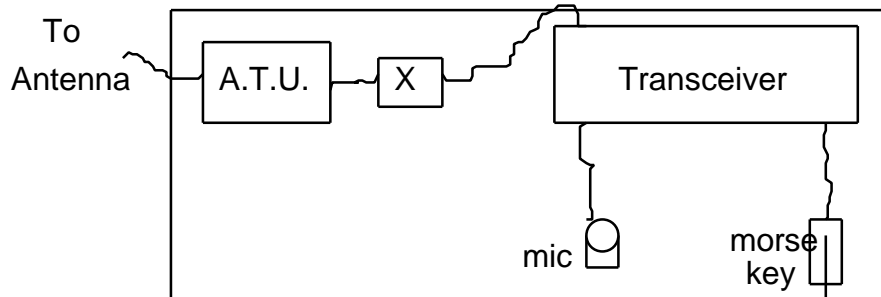 To
Antenna
A.T.U.
X
Transceiver
mic
morse
key